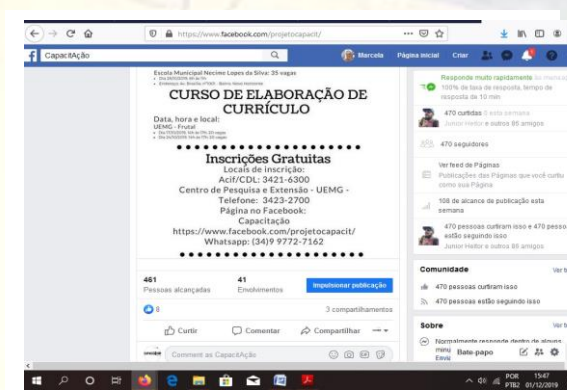 https://www.facebook.com/projetocapacit/
CapacitAção
Marcela
Página inicial
Criar
Escola Municipal Necime Lopes da Silva: 35 vagas
CURSO DE ELABORAÇÃO DE
CURRÍCULO
Data, hora e local:
UEMG - Frutal
Inscrições Gratuitas
Locais de inscrição:
Acif/CDL: 3421-6300
Centro de Pesquisa e Extensão - UEMG -
Telefone: 3423-2700
Página no Facebook:
Capacitação
https://www.facebook.com/projetocapacit/
Whatsapp: (34)9 9772-7162
461
Pessoas alcançadas
41
Envolvimentos
Impulsionar publicação
8
3 compartilhamentos
Curtir
Comentar
Compartilhar
Comment as CapacitAção
Responde muito rapidamente
100% de taxa de resposta, tempo de
resposta de 10 min
470 curtidas
Junior Heitor e outros 85 amigos
470 seguidores
Ver feed de Páginas
Publicações das Páginas que você curtiu
como sua Página
108 de alcance de publicação esta
semana
470 pessoas curtiram isso e 470 pesso
estão seguindo isso
Junior Heitor e outros 85 amigos
Comunidade
Ver t
470 pessoas curtiram isso
470 pessoas estão seguindo isso
Sobre
Ver t
Normalmente responde dentro de alguns
minu
Envia
Bate-papo
POR
PTB2
15:47
01/12/2019